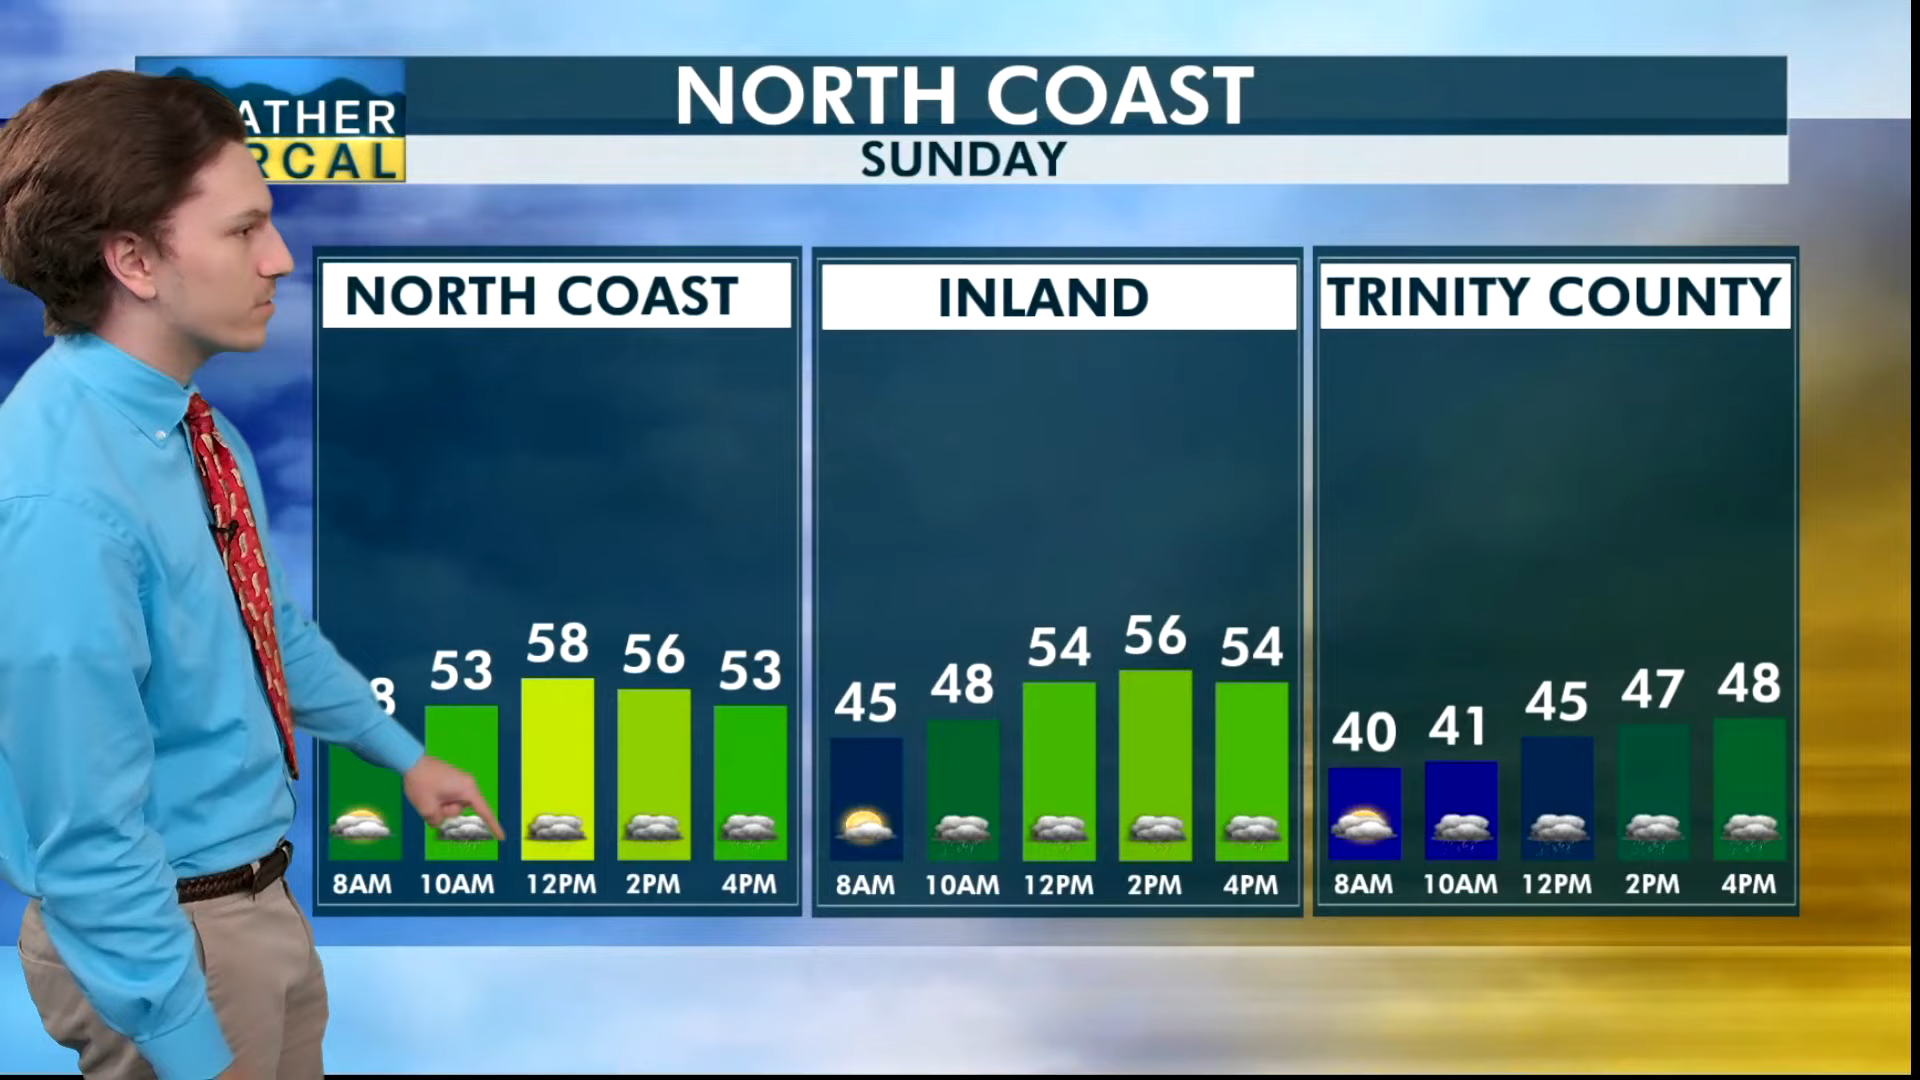 ATHER
RCAL
NORTH COAST
SUNDAY
NORTH COAST
8 53 58 56 53
8AM 10AM 12PM 2PM 4PM
INLAND
45 48 54 56 54
8AM 10AM 12PM 2PM 4PM
TRINITY COUNTY
40 41 45 47 48
8AM 10AM 12PM 2PM 4PM